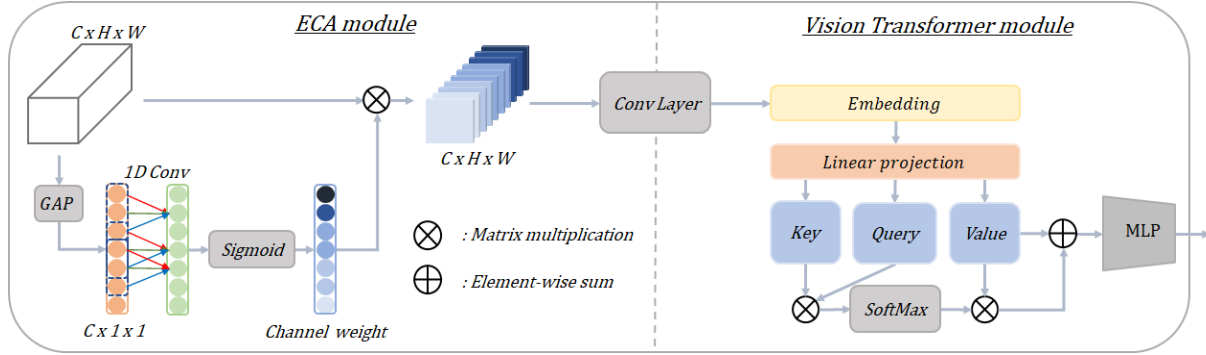 ECA module
Vision Transformer module
C x H x W
Conv Layer
Embedding
C x H x W
Linear projection
1D Conv
GAP
Key
Query
Value
MLP
Sigmoid
: Matrix multiplication
: Element-wise sum
SoftMax
C x 1 x 1
Channel weight